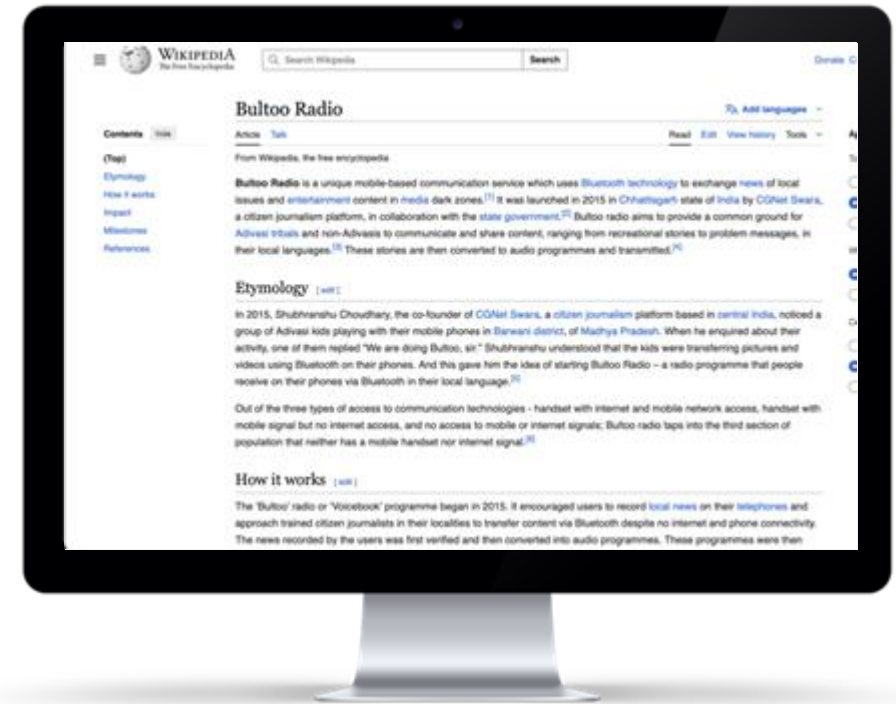 WIKIPEDIA
The Free Encyclopedia
Search Wikipedia
Search
Donate
Bultoo Radio
Add languages
Contents hide
Article Talk
Read Edit View history Tools
(Top)
From Wikipedia, the free encyclopedia
Etymology
How it works
Impact
Milestones
References
Bultoo Radio is a unique mobile-based communication service which uses Bluetooth technology to exchange news of local
issues and entertainment content in media dark zones.[1] It was launched in 2015 in Chhattisgarh state of India by CGNet Swara,
a citizen journalism platform, in collaboration with the state government.[2] Bultoo radio aims to provide a common ground for
Adivasi tribals and non-Adivasis to communicate and share content, ranging from recreational stories to problem messages, in
their local languages.[3] These stories are then converted to audio programmes and transmitted.[4]
Etymology [edit]
In 2015, Shubhranshu Choudhary, the co-founder of CGNet Swara, a citizen journalism platform based in central India, noticed a
group of Adivasi kids playing with their mobile phones in Barwani district, of Madhya Pradesh. When he enquired about their
activity, one of them replied "We are doing Bultoo, sir." Shubhranshu understood that the kids were transferring pictures and
videos using Bluetooth on their phones. And this gave him the idea of starting Bultoo Radio – a radio programme that people
receive on their phones via Bluetooth in their local language.[5]
Out of the three types of access to communication technologies - handset with internet and mobile network access, handset with
mobile signal but no internet access, and no access to mobile or internet signals; Bultoo radio taps into the third section of
population that neither has a mobile handset nor internet signal.[6]
How it works [edit]
The 'Bultoo' radio or 'Voicebook' programme began in 2015. It encouraged users to record local news on their telephones and
approach trained citizen journalists in their localities to transfer content via Bluetooth despite no internet and phone connectivity.
The news recorded by the users was first verified and then converted into audio programmes. These programmes were then